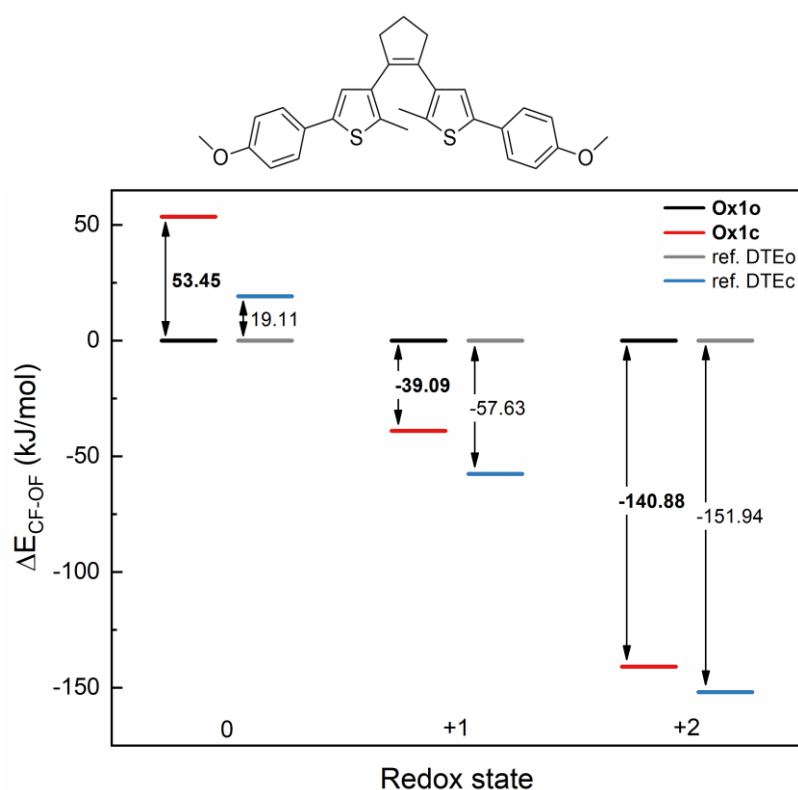 O
S
S
O
Ox1o
Ox1c
ref. DTEo
ref. DTEc
50
53.45
19.11
0
-39.09
-57.63
-50
-140.88
-151.94
-100
-150
ΔE_CF-OF (kJ/mol)
0 +1 +2
Redox state